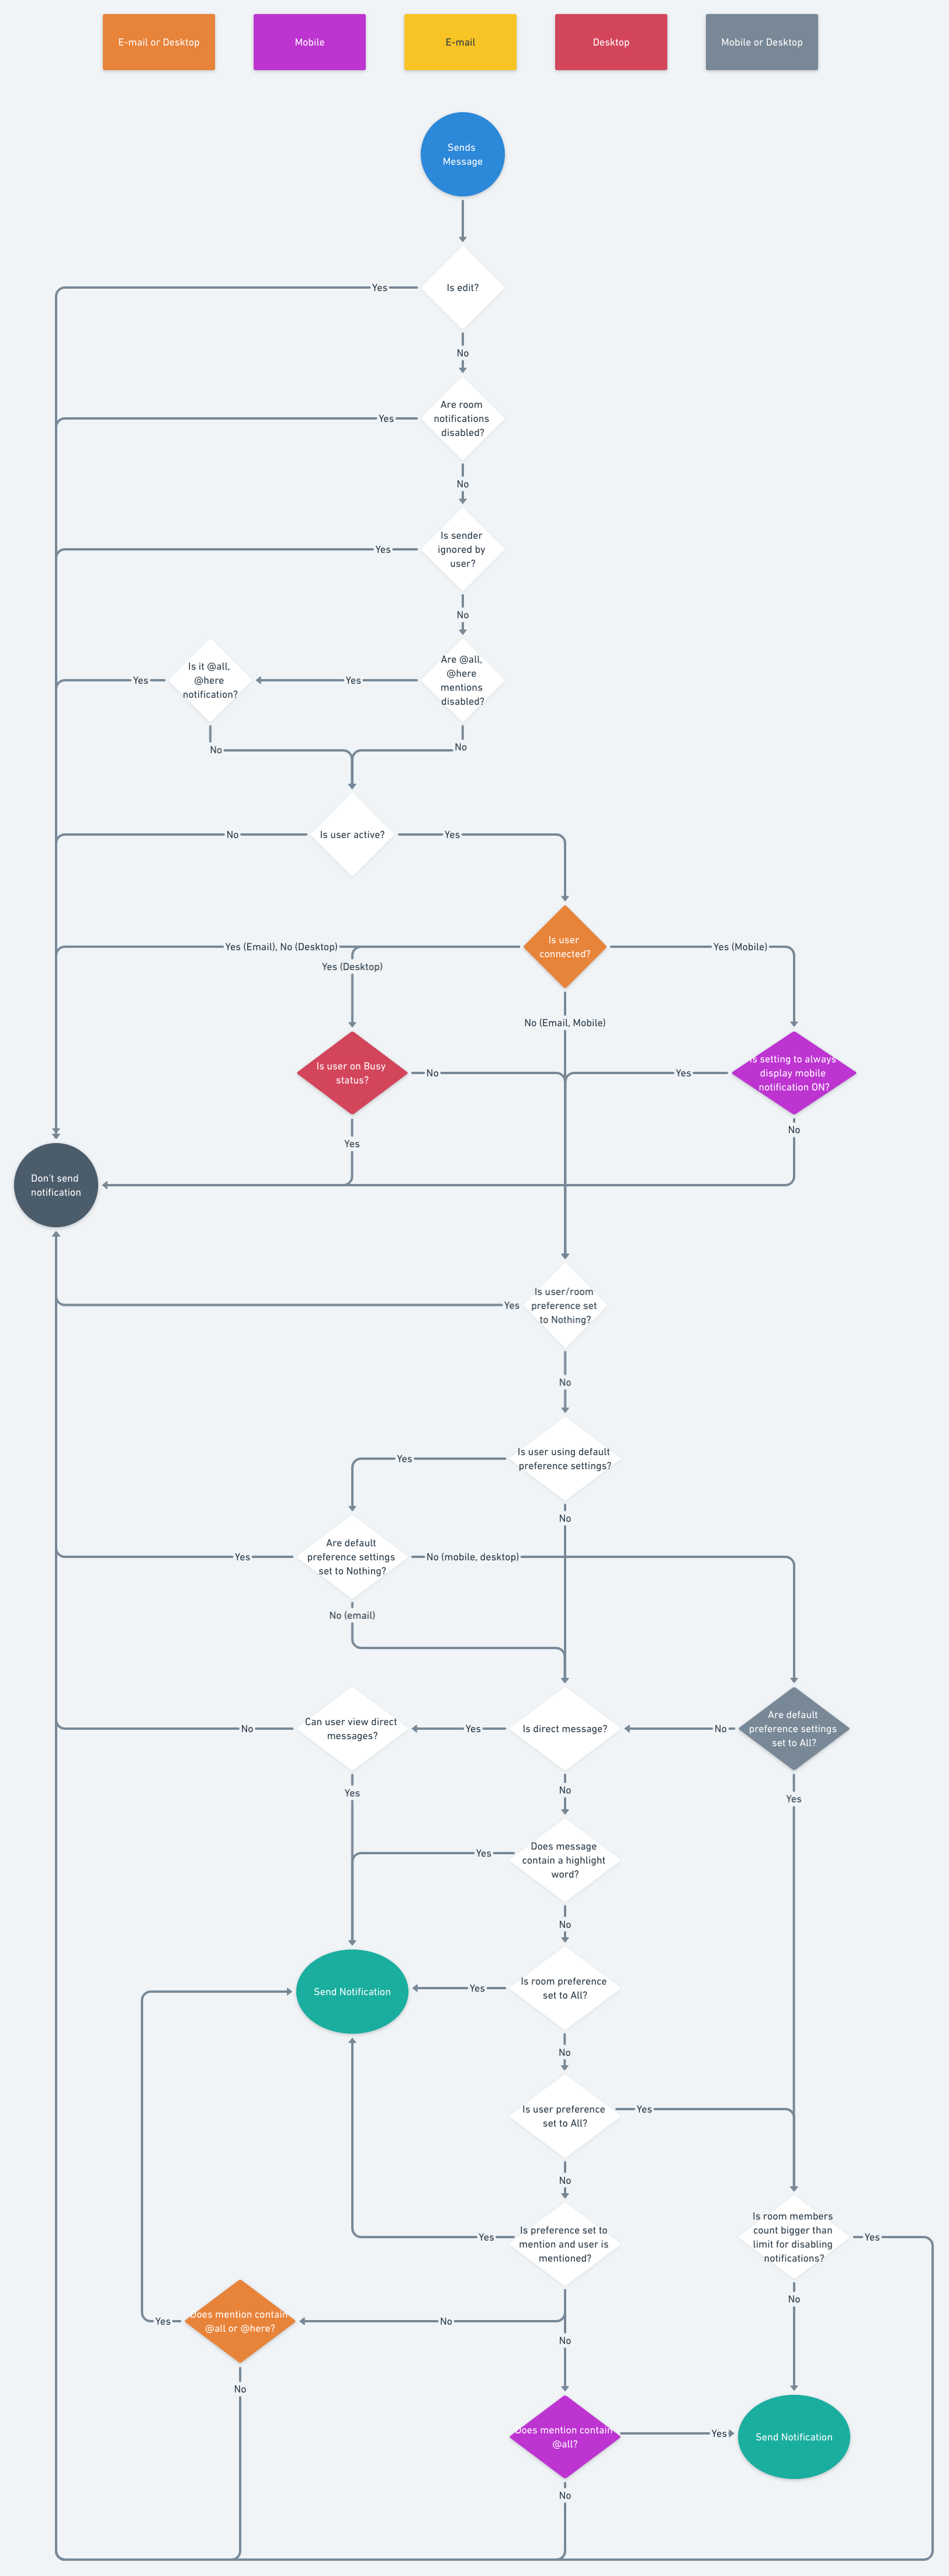 E-mail or Desktop
Mobile
E-mail
Desktop
Mobile or Desktop
Sends
Message
Is edit?
Yes
No
Are room
notifications
disabled?
Yes
No
Is sender
ignored by
user?
Yes
No
Is it @all,
@here
notification?
Yes
Yes
Are @all,
@here
mentions
disabled?
No
No
Is user active?
No
Yes
Is user
connected?
Yes (Email), No (Desktop)
Yes (Mobile)
Yes (Desktop)
No (Email, Mobile)
Is user on Busy
status?
No
Yes
Is setting to always
display mobile
notification ON?
Yes
No
Don't send
notification
Is user/room
preference set
to Nothing?
Yes
No
Is user using default
preference settings?
Yes
No
Are default
preference settings
set to Nothing?
Yes
No (mobile, desktop)
No (email)
Can user view direct
messages?
No
Yes
Is direct message?
No
Are default
preference settings
set to All?
Yes
No
Yes
Does message
contain a highlight
word?
Yes
No
Send Notification
Yes
Is room preference
set to All?
No
Is user preference
set to All?
Yes
No
Is preference set to
mention and user is
mentioned?
Yes
Is room members
count bigger than
limit for disabling
notifications?
Yes
No
Does mention contain
@all or @here?
Yes
No
No
No
Does mention contain
@all?
Yes
Send Notification
No